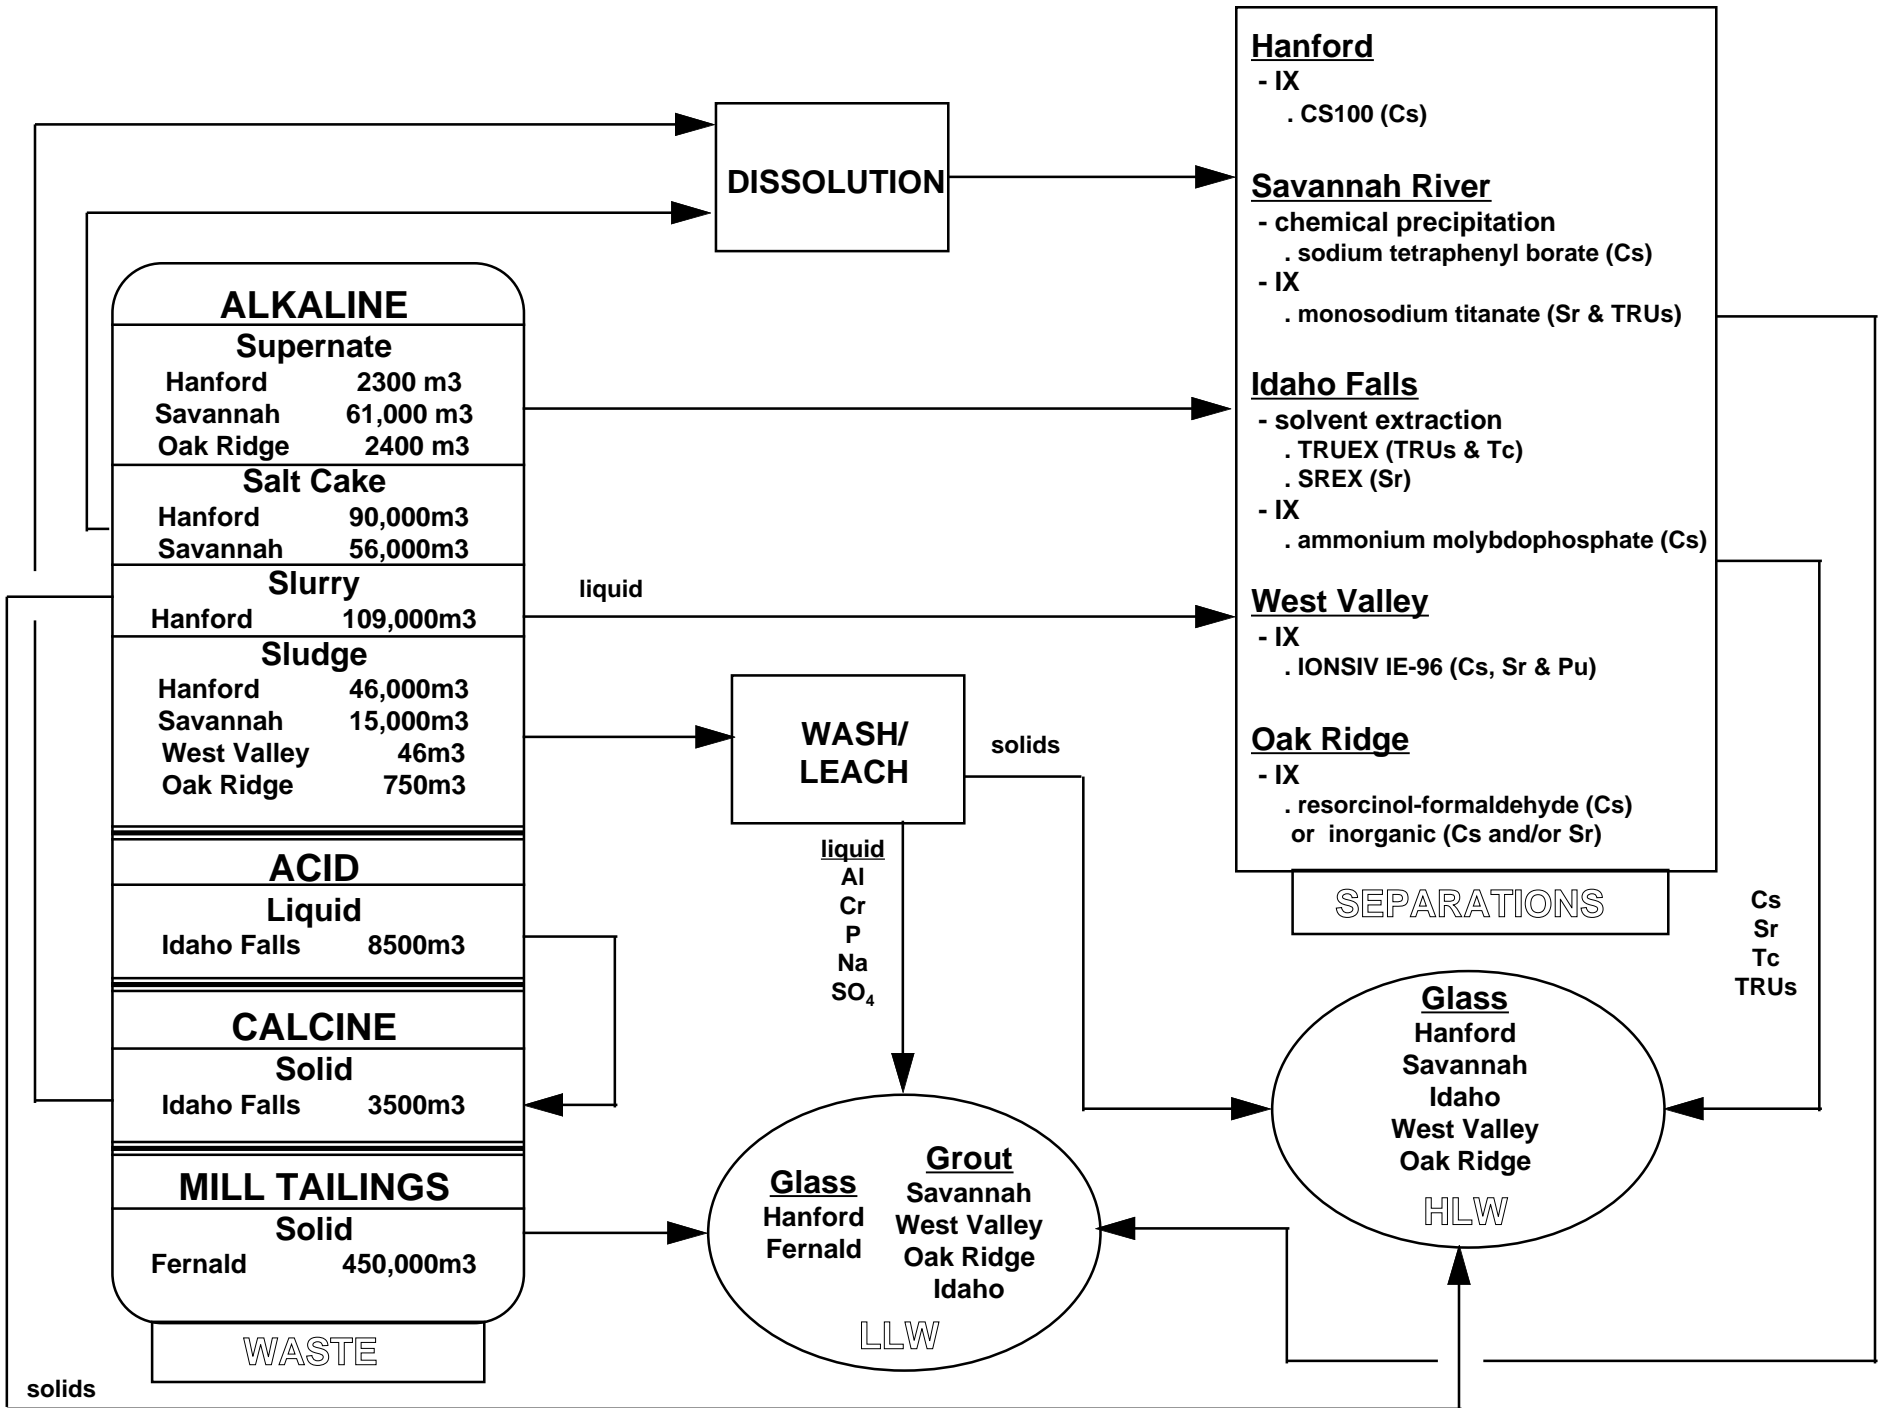 Hanford
- IX
. CS100 (Cs)
Savannah River
- chemical precipitation
. sodium tetraphenyl borate (Cs)
- IX
. monosodium titanate (Sr & TRUs)
Idaho Falls
- solvent extraction
. TRUEX (TRUs & Tc)
. SREX (Sr)
- IX
. ammonium molybdophosphate (Cs)
West Valley
- IX
. IONSIV IE-96 (Cs, Sr & Pu)
Oak Ridge
- IX
. resorcinol-formaldehyde (Cs)
or inorganic (Cs and/or Sr)
SEPARATIONS
DISSOLUTION
ALKALINE
Supernate
Hanford 2300 m3
Savannah 61,000 m3
Oak Ridge 2400 m3
Salt Cake
Hanford 90,000m3
Savannah 56,000m3
Slurry
Hanford 109,000m3
Sludge
Hanford 46,000m3
Savannah 15,000m3
West Valley 46m3
Oak Ridge 750m3
ACID
Liquid
Idaho Falls 8500m3
CALCINE
Solid
Idaho Falls 3500m3
MILL TAILINGS
Solid
Fernald 450,000m3
WASTE
solids
liquid
WASH/
LEACH
solids
liquid
Al
Cr
P
Na
SO₄
Glass
Hanford
Fernald
Grout
Savannah
West Valley
Oak Ridge
Idaho
LLW
Glass
Hanford
Savannah
Idaho
West Valley
Oak Ridge
HLW
Cs
Sr
Tc
TRUs